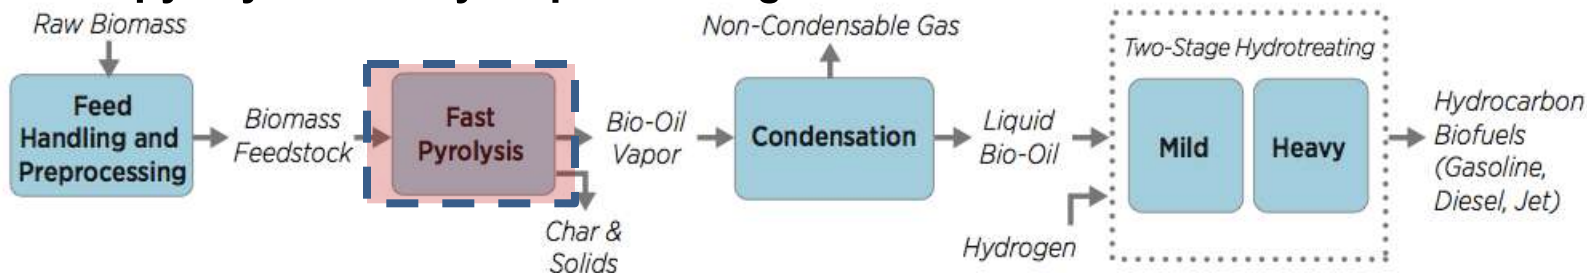 Raw Biomass
Feed
Handling and
Preprocessing
Biomass
Feedstock
Fast
Pyrolysis
Char &
Solids
Bio-Oil
Vapor
Non-Condensable Gas
Condensation
Liquid
Bio-Oil
Hydrogen
Two-Stage Hydrotreating
Mild
Heavy
Hydrocarbon
Biofuels
(Gasoline,
Diesel, Jet)